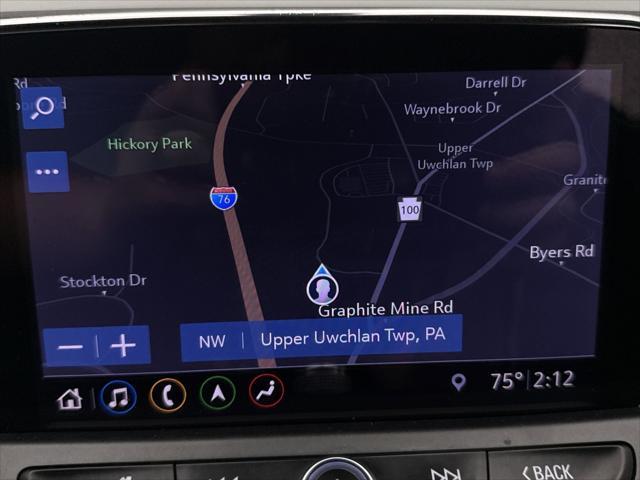 Pennsylvania Tpke
Rd
Darrell Dr
Waynebrook Dr
Hickory Park
Upper
Uwchlan Twp
76
100
Byers Rd
Stockton Dr
Graphite Mine Rd
NW Upper Uwchlan Twp, PA
75° 2:12
BACK